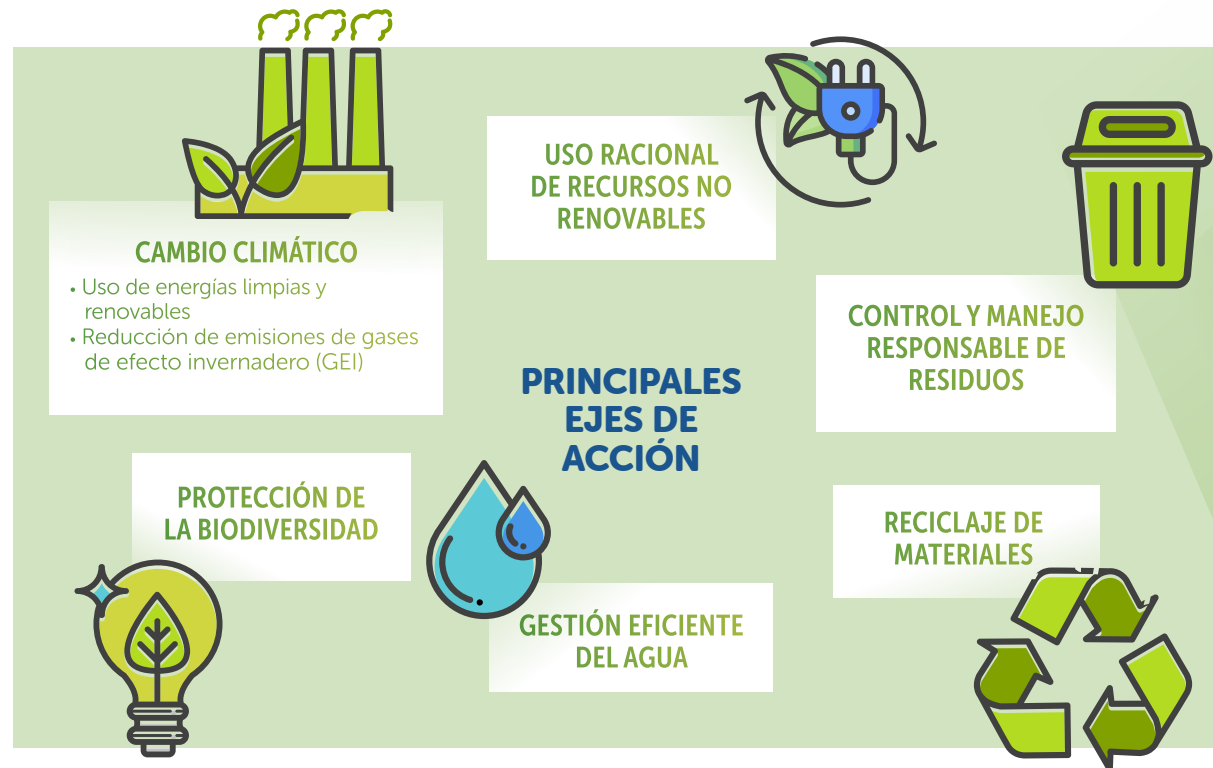 PRINCIPALES
EJES DE
ACCIÓN
CAMBIO CLIMÁTICO
• Uso de energías limpias y
renovables
• Reducción de emisiones de gases
de efecto invernadero (GEI)
USO RACIONAL
DE RECURSOS NO
RENOVABLES
CONTROL Y MANEJO
RESPONSABLE DE
RESIDUOS
PROTECCIÓN DE
LA BIODIVERSIDAD
GESTIÓN EFICIENTE
DEL AGUA
RECICLAJE DE
MATERIALES